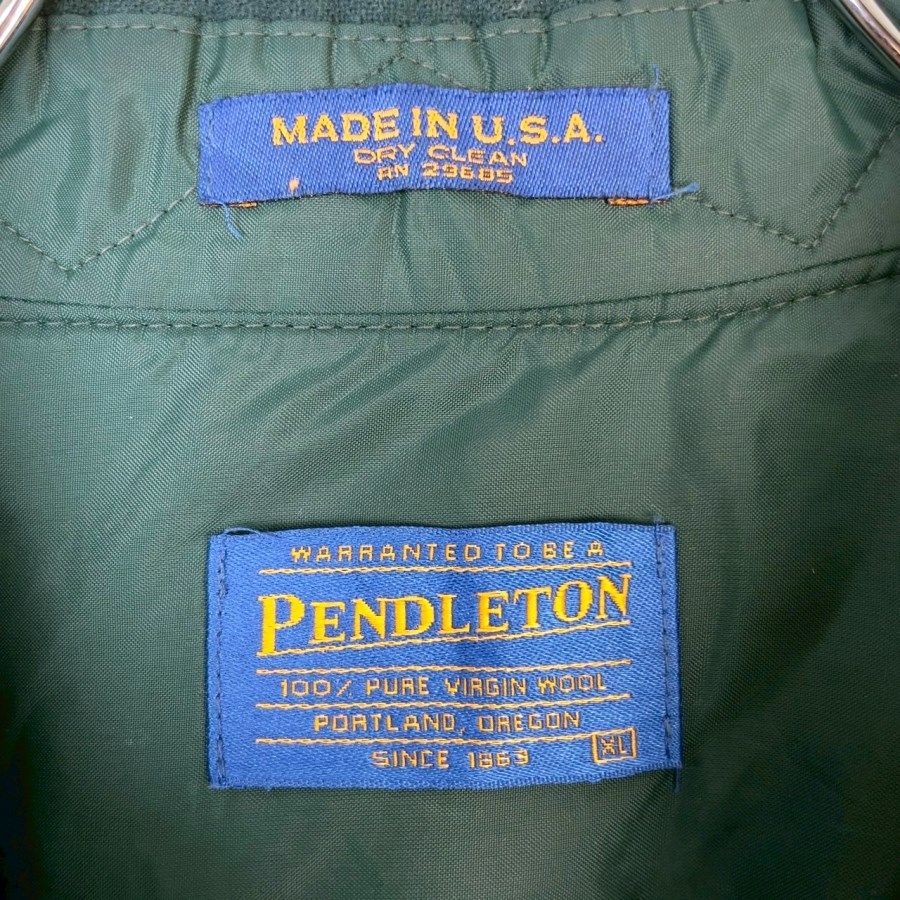 MADE IN U.S.A.
DRY CLEAN
RN 29685
WARRANTED TO BE A
PENDLETON
100% PURE VIRGIN WOOL
PORTLAND, OREGON
SINCE 1863
XL